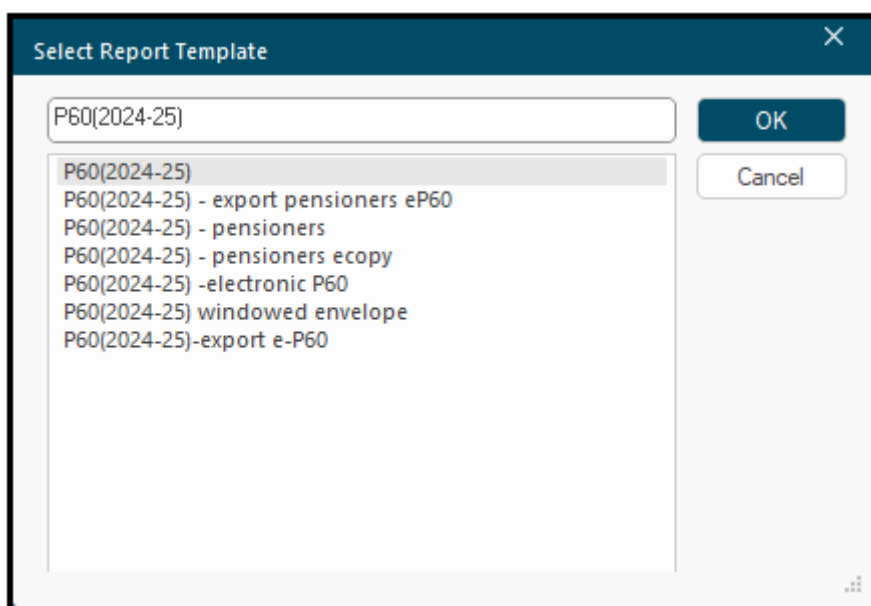 Select Report Template
P60(2024-25)
OK
P60(2024-25)
Cancel
P60(2024-25) - export pensioners eP60
P60(2024-25) - pensioners
P60(2024-25) - pensioners ecopy
P60(2024-25) -electronic P60
P60(2024-25) windowed envelope
P60(2024-25)-export e-P60